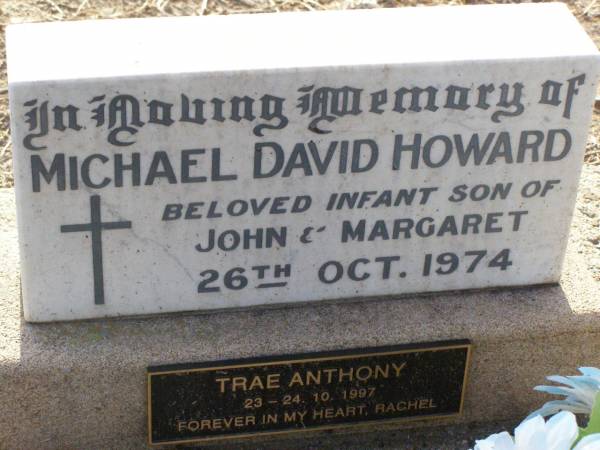 In Loving Memory of
MICHAEL DAVID HOWARD
BELOVED INFANT SON OF
JOHN & MARGARET
26TH OCT. 1974
TRAE ANTHONY
23 – 24. 10. 1997
FOREVER IN MY HEART, RACHEL